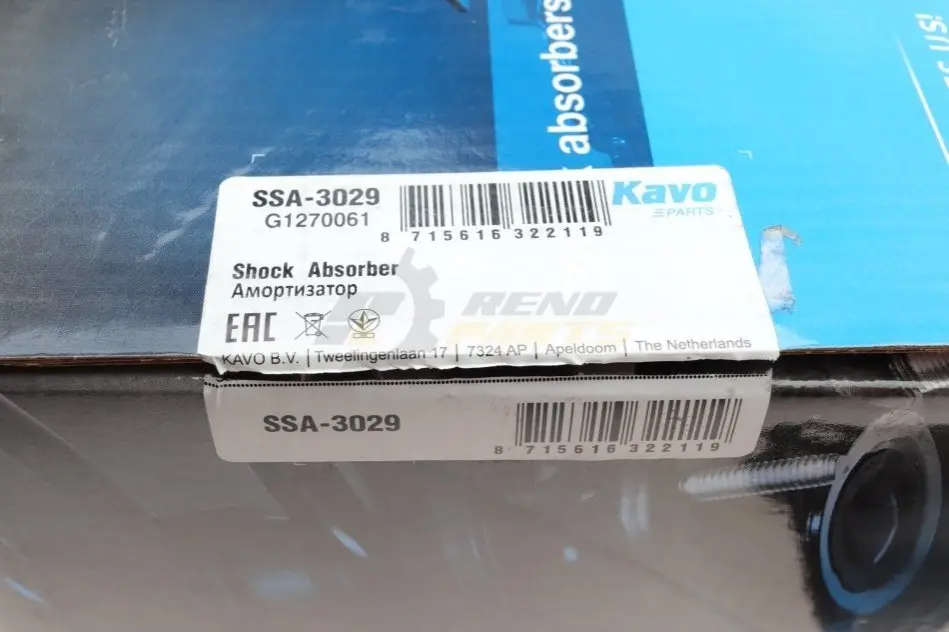 absorbers
SSA-3029
G1270061
8 715616 322119
Kavo
PARTS
Shock Absorber
Амортизатор
EAC
RENO
PARTS
KAVO B.V. | Tweelingenlaan 17 | 7324 AP | Apeldoorn | The Netherlands
SSA-3029
8 715616 322119